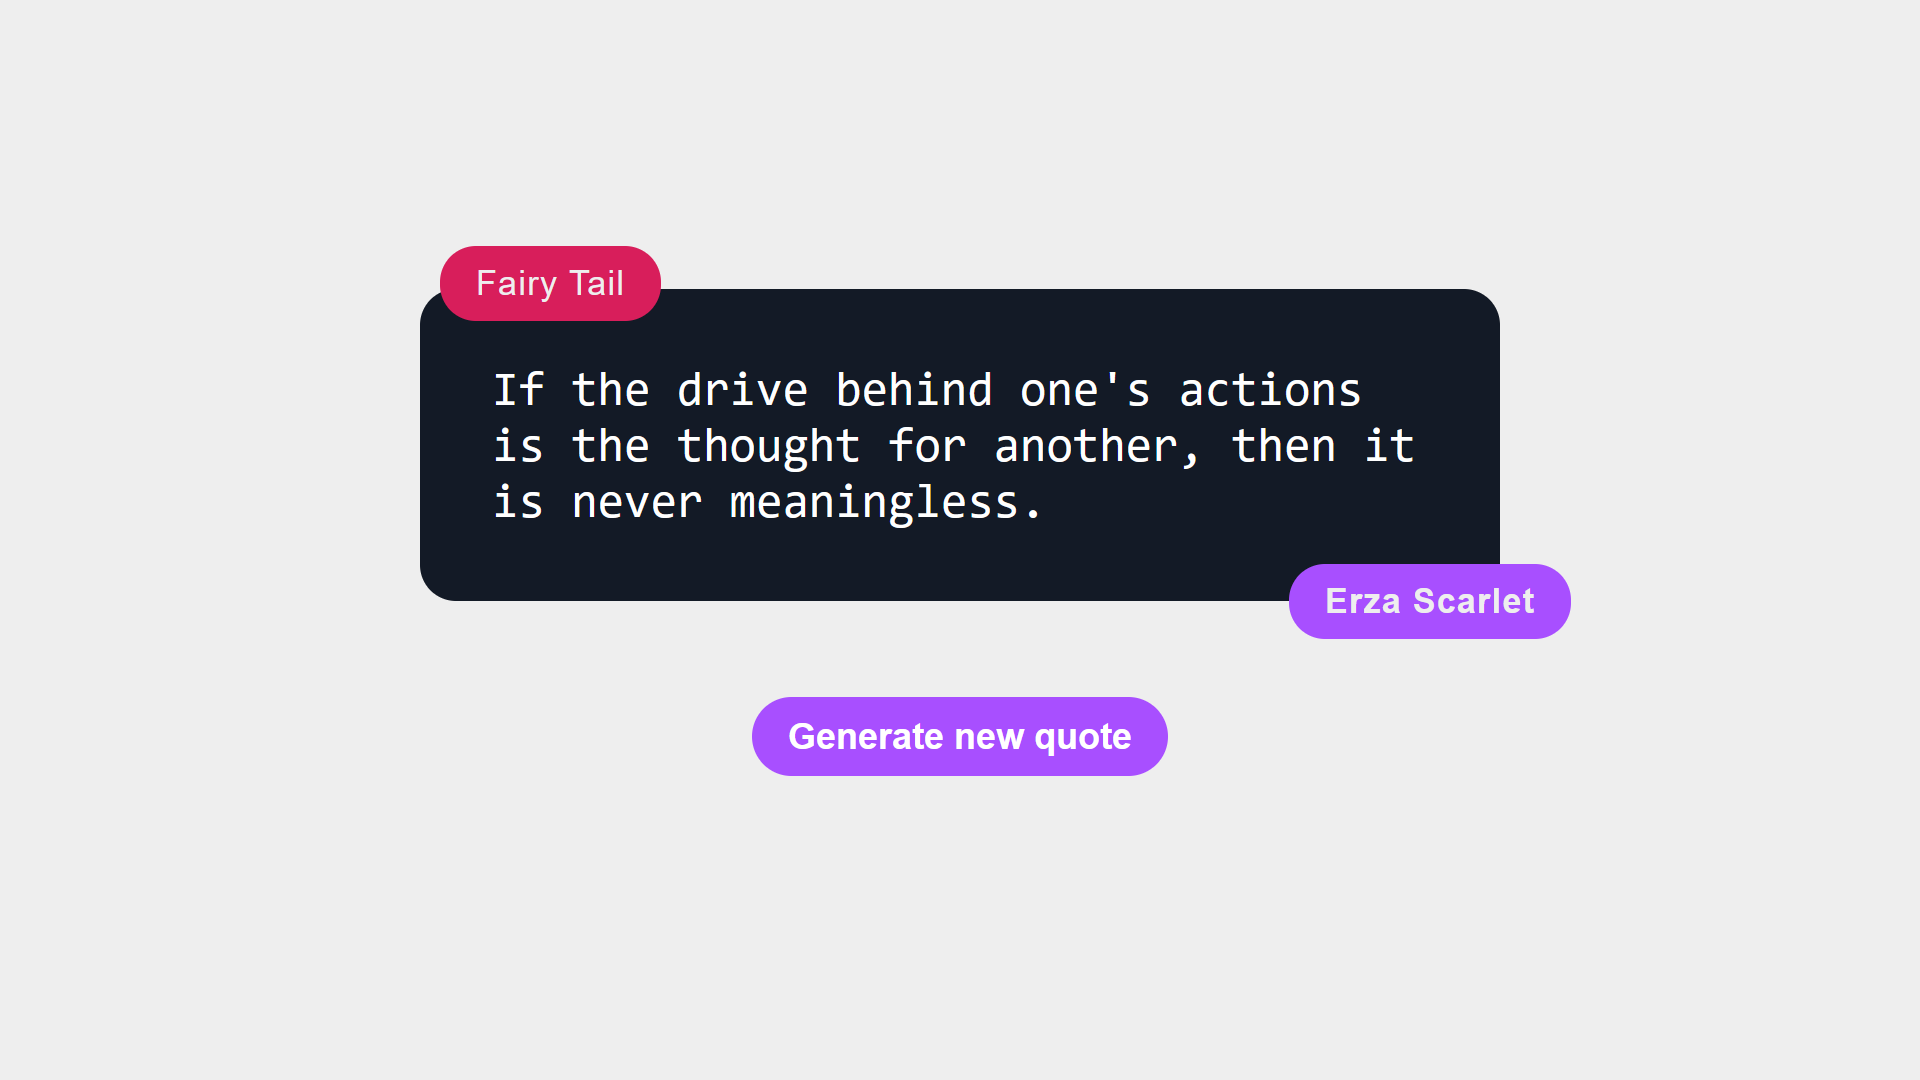 Fairy Tail
If the drive behind one's actions
is the thought for another, then it
is never meaningless.
Erza Scarlet
Generate new quote